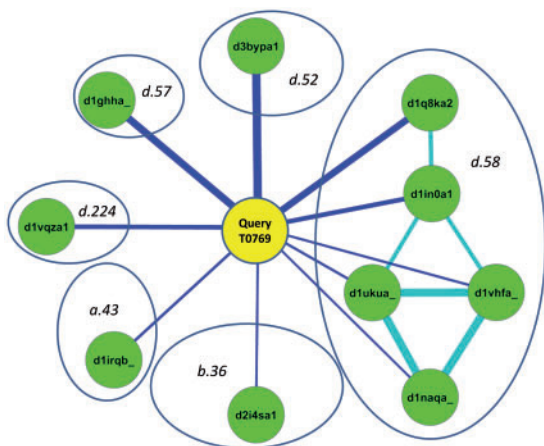 d3bypa1
d.52
d1ghha_
d.57
d1q8ka2
d.58
d1in0a1
d1vqza1
d.224
Query
T0769
d1ukua_
d1vhfa_
a.43
d1irqb_
b.36
d2i4sa1
d1naqa_